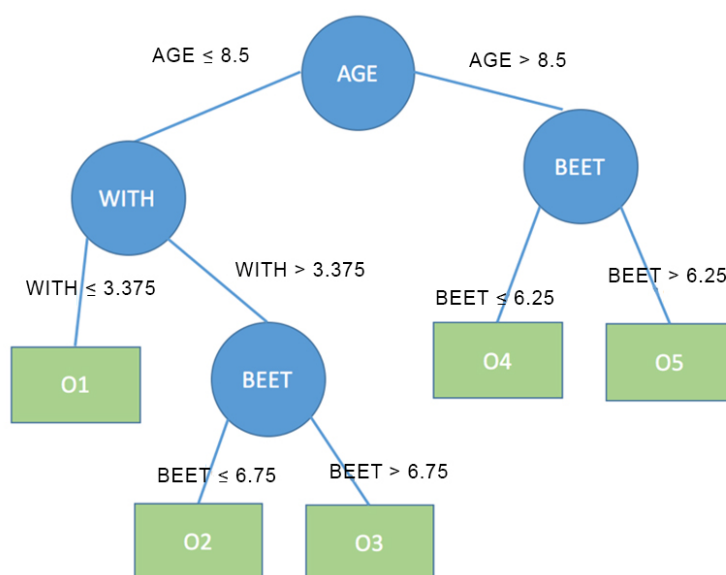 AGE ≤ 8.5
AGE > 8.5
AGE
BEET
WITH
WITH > 3.375
WITH ≤ 3.375
BEET > 6.25
BEET ≤ 6.25
O1
BEET
O4
O5
BEET ≤ 6.75
BEET > 6.75
O2
O3